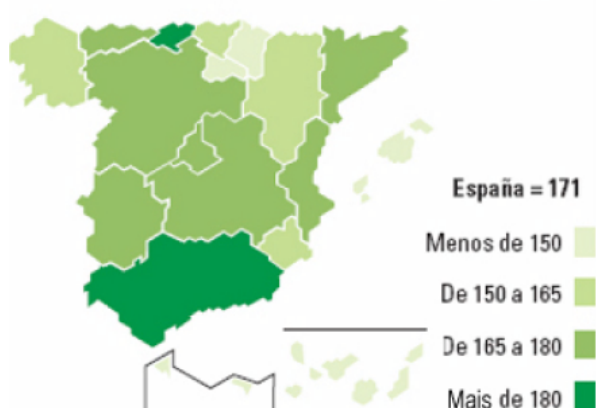 España = 171
Menos de 150
De 150 a 165
De 165 a 180
Mais de 180